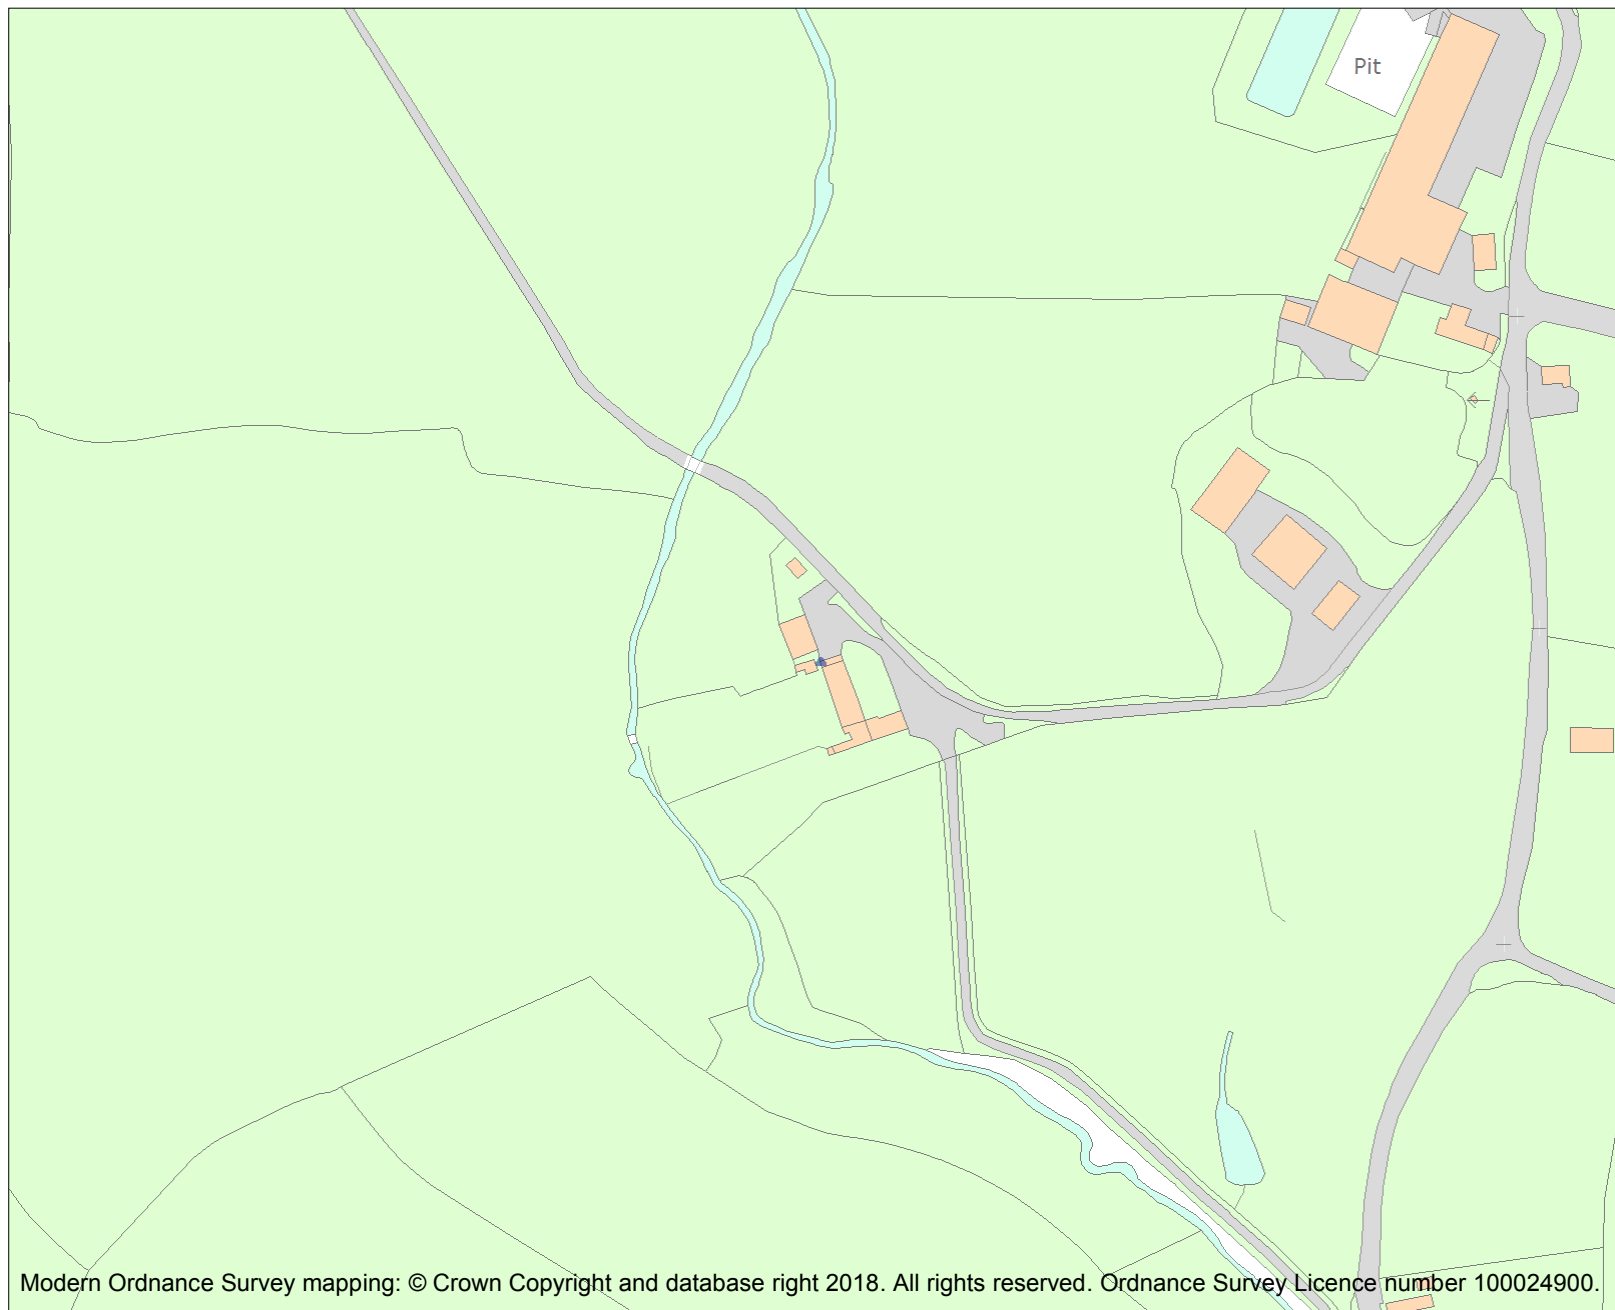 Pit
Modern Ordnance Survey mapping: © Crown Copyright and database right 2018. All rights reserved. Ordnance Survey Licence number 100024900.